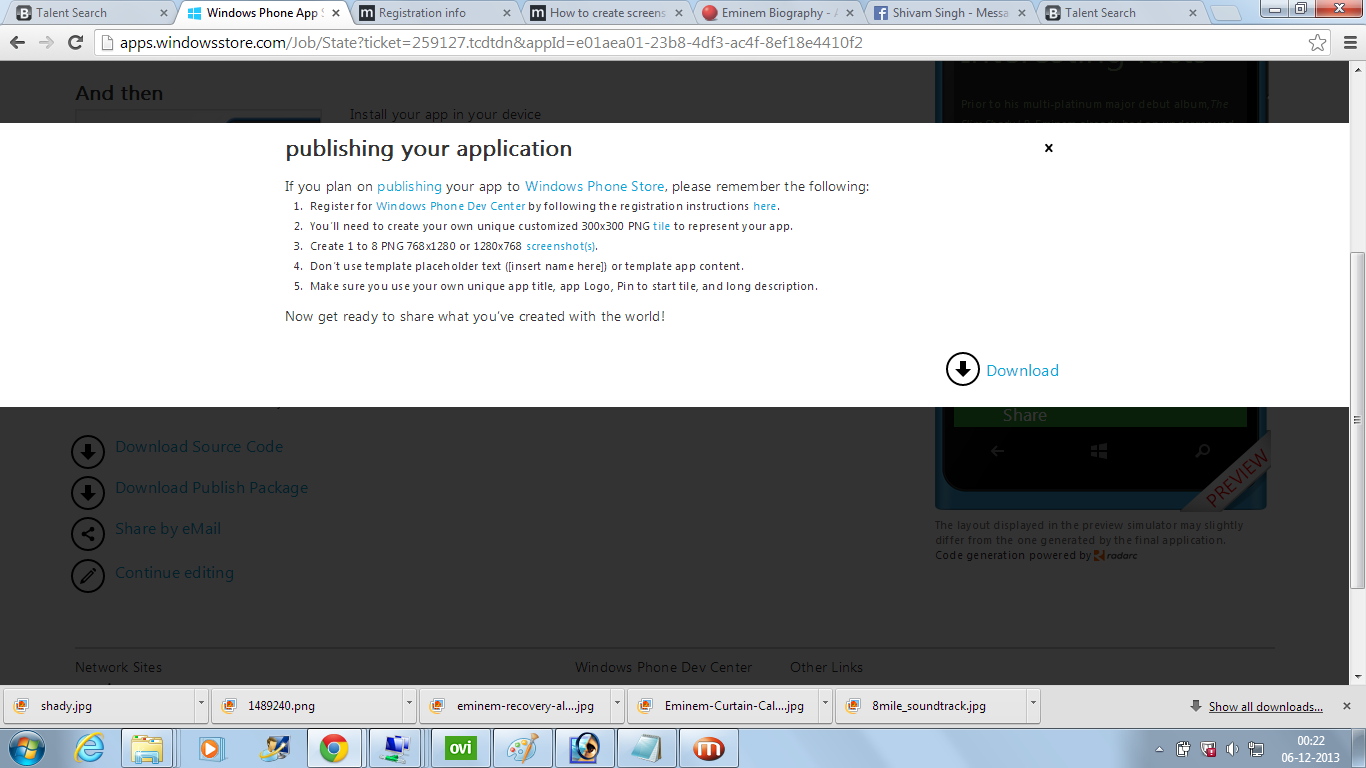 Talent Search
Windows Phone App S
Registration info
How to create screens
Eminem Biography - A
Shivam Singh - Messa
Talent Search
apps.windowsstore.com/Job/State?ticket=259127.tcdtdn&appId=e01aea01-23b8-4df3-ac4f-8ef18e4410f2
And then
Install your app in your device
Prior to his multi-platinum major debut album, The
publishing your application
x
If you plan on publishing your app to Windows Phone Store, please remember the following:
1. Register for Windows Phone Dev Center by following the registration instructions here.
2. You'll need to create your own unique customized 300x300 PNG tile to represent your app.
3. Create 1 to 8 PNG 768x1280 or 1280x768 screenshot(s).
4. Don't use template placeholder text ([insert name here]) or template app content.
5. Make sure you use your own unique app title, app Logo, Pin to start tile, and long description.
Now get ready to share what you've created with the world!
Download
Share
Download Source Code
Download Publish Package
Share by eMail
Continue editing
PREVIEW
The layout displayed in the preview simulator may slightly
differ from the one generated by the final application.
Code generation powered by radarc
Network Sites
Windows Phone Dev Center
Other Links
shady.jpg
1489240.png
eminem-recovery-al....jpg
Eminem-Curtain-Cal....jpg
8mile_soundtrack.jpg
Show all downloads...
ovi
00:22
06-12-2013